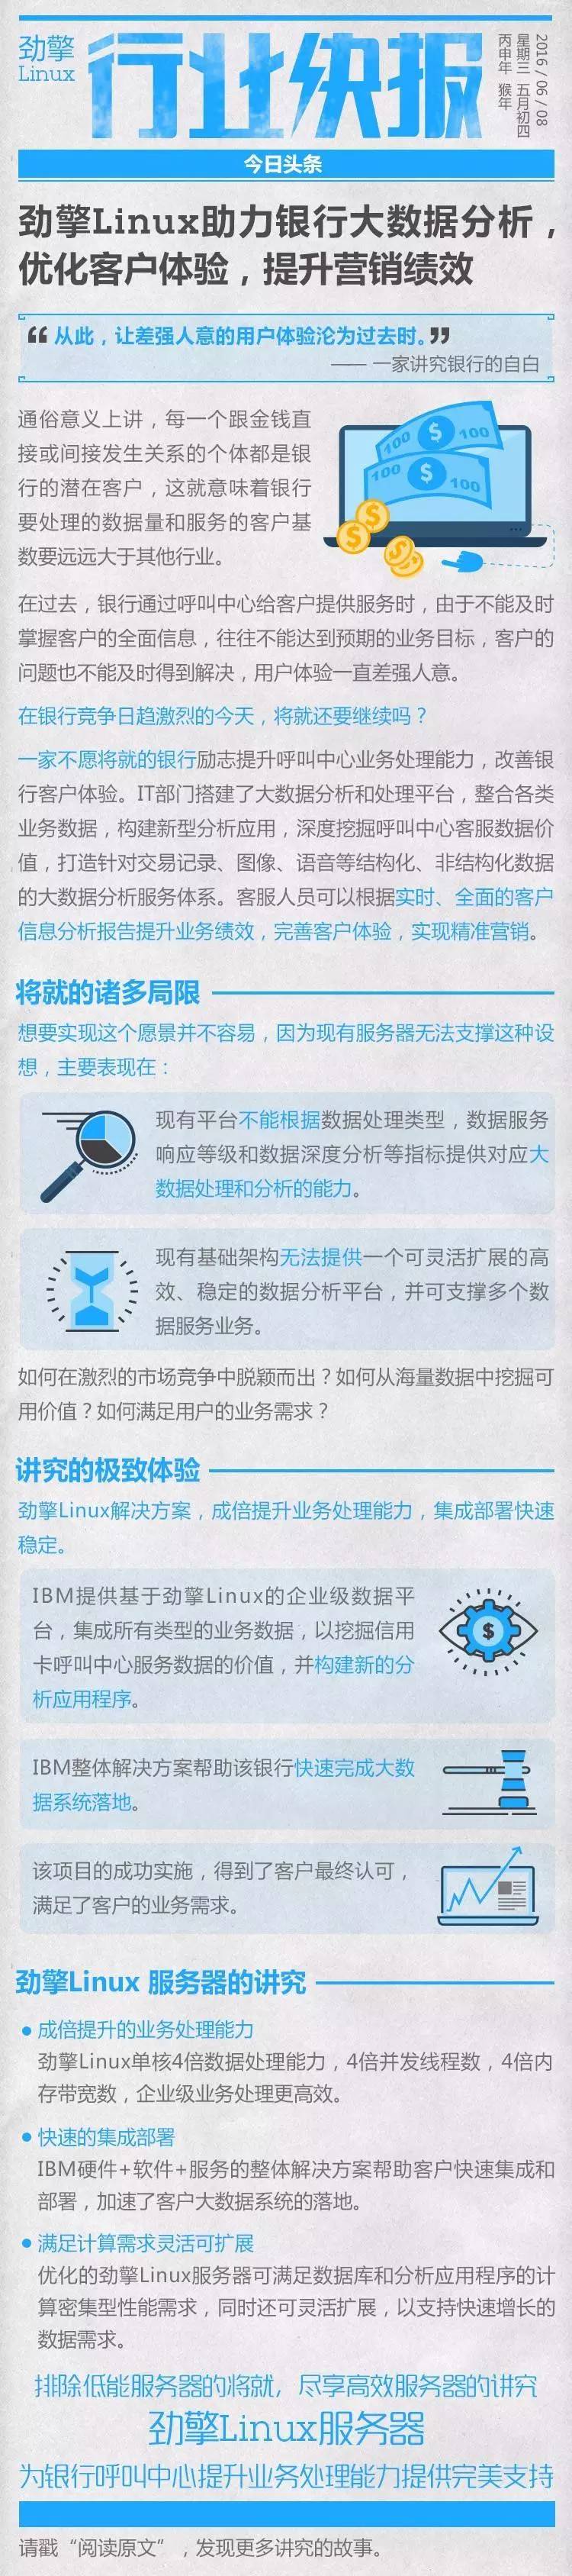 劲擎
Linux
行业快报
2016 / 06 / 08
星期三 五月初四
丙申年 猴年
今日头条
劲擎Linux助力银行大数据分析，
优化客户体验，提升营销绩效
“ 从此，让差强人意的用户体验沦为过去时。”
—— 一家讲究银行的自白
通俗意义上讲，每一个跟金钱直
接或间接发生关系的个体都是银
行的潜在客户，这就意味着银行
要处理的数据量和服务的客户基
数要远远大于其他行业。
100 $ 100
100 $ 100
$
$
$
在过去，银行通过呼叫中心给客户提供服务时，由于不能及时
掌握客户的全面信息，往往不能达到预期的业务目标，客户的
问题也不能及时得到解决，用户体验一直差强人意。
在银行竞争日趋激烈的今天，将就还要继续吗？
一家不愿将就的银行励志提升呼叫中心业务处理能力，改善银
行客户体验。IT部门搭建了大数据分析和处理平台，整合各类
业务数据，构建新型分析应用，深度挖掘呼叫中心客服数据价
值，打造针对交易记录、图像、语音等结构化、非结构化数据
的大数据分析服务体系。客服人员可以根据实时、全面的客户
信息分析报告提升业务绩效，完善客户体验，实现精准营销。
将就的诸多局限
想要实现这个愿景并不容易，因为现有服务器无法支撑这种设
想，主要表现在：
现有平台不能根据数据处理类型，数据服务
响应等级和数据深度分析等指标提供对应大
数据处理和分析的能力。
现有基础架构无法提供一个可灵活扩展的高
效、稳定的数据分析平台，并可支撑多个数
据服务业务。
如何在激烈的市场竞争中脱颖而出？如何从海量数据中挖掘可
用价值？如何满足用户的业务需求？
讲究的极致体验
劲擎Linux解决方案，成倍提升业务处理能力，集成部署快速
稳定。
IBM提供基于劲擎Linux的企业级数据平
台，集成所有类型的业务数据，以挖掘信用
卡呼叫中心服务数据的价值，并构建新的分
析应用程序。
$
IBM整体解决方案帮助该银行快速完成大数
据系统落地。
该项目的成功实施，得到了客户最终认可，
满足了客户的业务需求。
劲擎Linux 服务器的讲究
● 成倍提升的业务处理能力
劲擎Linux单核4倍数据处理能力，4倍并发线程数，4倍内
存带宽数，企业级业务处理更高效。
● 快速的集成部署
IBM硬件+软件+服务的整体解决方案帮助客户快速集成和
部署，加速了客户大数据系统的落地。
● 满足计算需求灵活可扩展
优化的劲擎Linux服务器可满足数据库和分析应用程序的计
算密集型性能需求，同时还可灵活扩展，以支持快速增长的
数据需求。
排除低能服务器的将就，尽享高效服务器的讲究
劲擎Linux服务器
为银行呼叫中心提升业务处理能力提供完美支持
请戳“阅读原文”，发现更多讲究的故事。